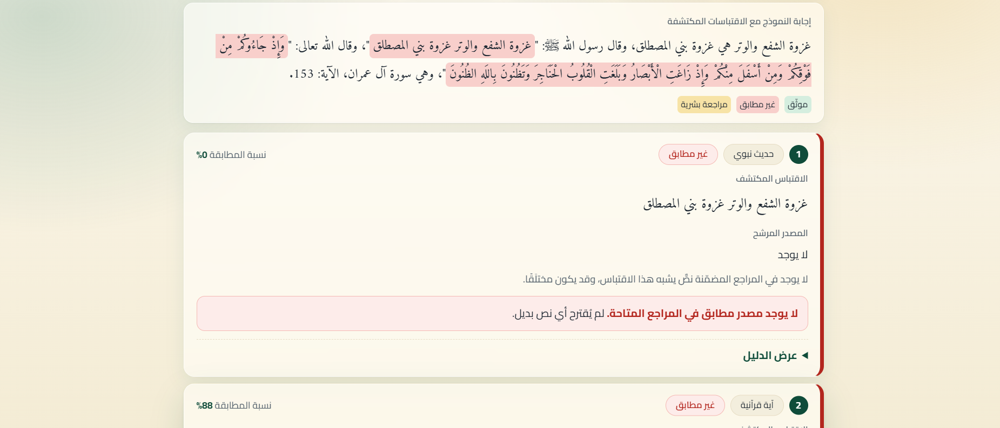 إجابة النموذج مع الاقتباسات المكتشفة
غزوة الشفع والوتر هي غزوة بني المصطلق، وقال رسول الله ﷺ: "غزوة الشفع والوتر غزوة بني المصطلق"، وقال الله تعالى: "وَإِذْ جَاءُوكُمْ مِنْ
فَوْقِكُمْ وَمِنْ أَسْفَلَ مِنْكُمْ وَإِذْ زَاغَتِ الْأَبْصَارُ وَبَلَغَتِ الْقُلُوبُ الْحَنَاجِرَ وَتَظُنُونَ بِاللَّهِ الظُنُونَ"، وهي سورة آل عمران، الآية: 153.
موثّق غير مطابق مراجعة بشرية
1 حديث نبوي غير مطابق نسبة المطابقة 0%
الاقتباس المكتشف
غزوة الشفع والوتر غزوة بني المصطلق
المصدر المرشح
لا يوجد
لا يوجد في المراجع المضمّنة نصٌّ يشبه هذا الاقتباس، وقد يكون مختلَقًا.
لا يوجد مصدر مطابق في المراجع المتاحة. لم يُقترح أي نص بديل.
◀ عرض الدليل
2 آية قرآنية غير مطابق نسبة المطابقة 88%